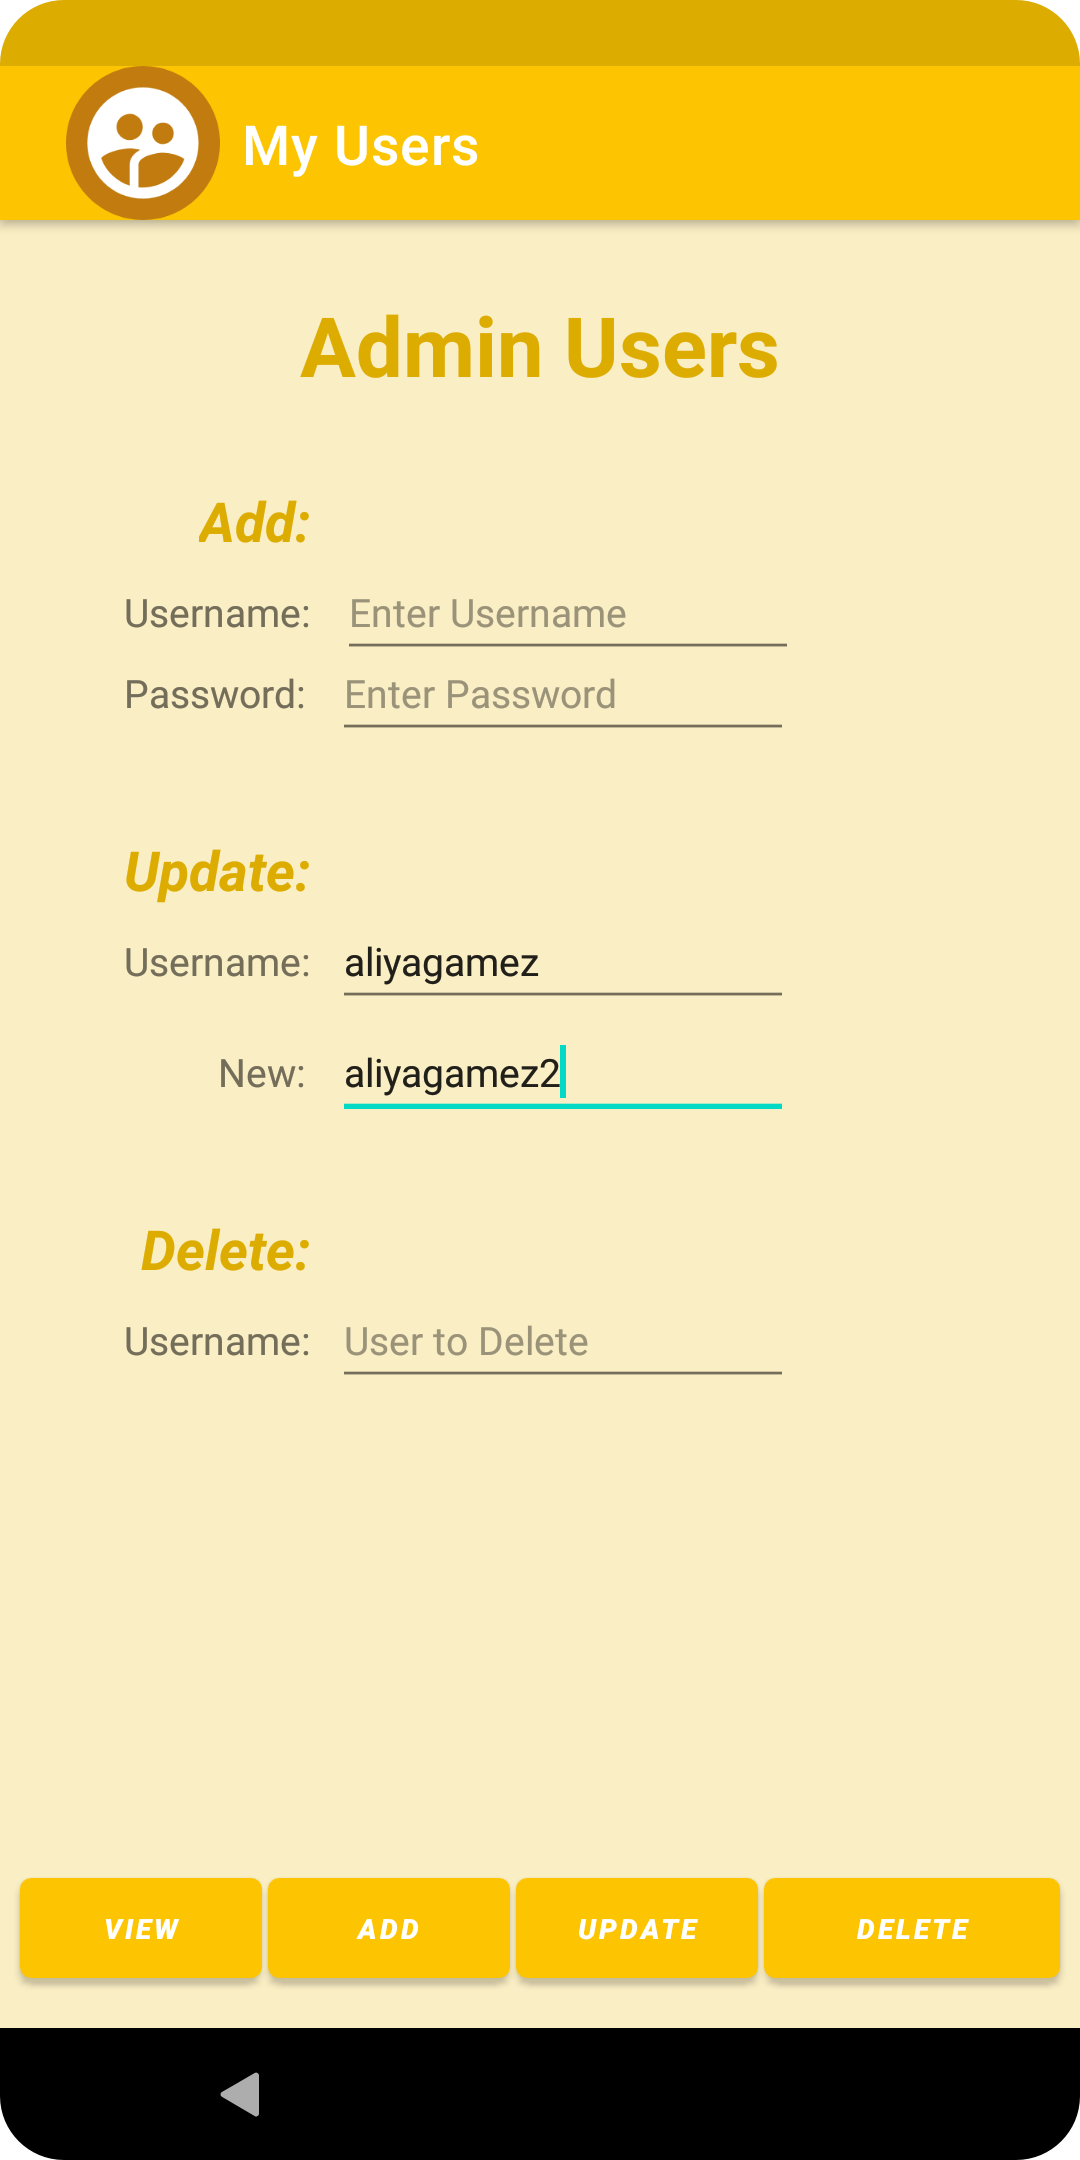 My Users
Admin Users
Add:
Username: Enter Username
Password: Enter Password
Update:
Username: aliyagamez
New: aliyagamez2
Delete:
Username: User to Delete
VIEW ADD UPDATE DELETE